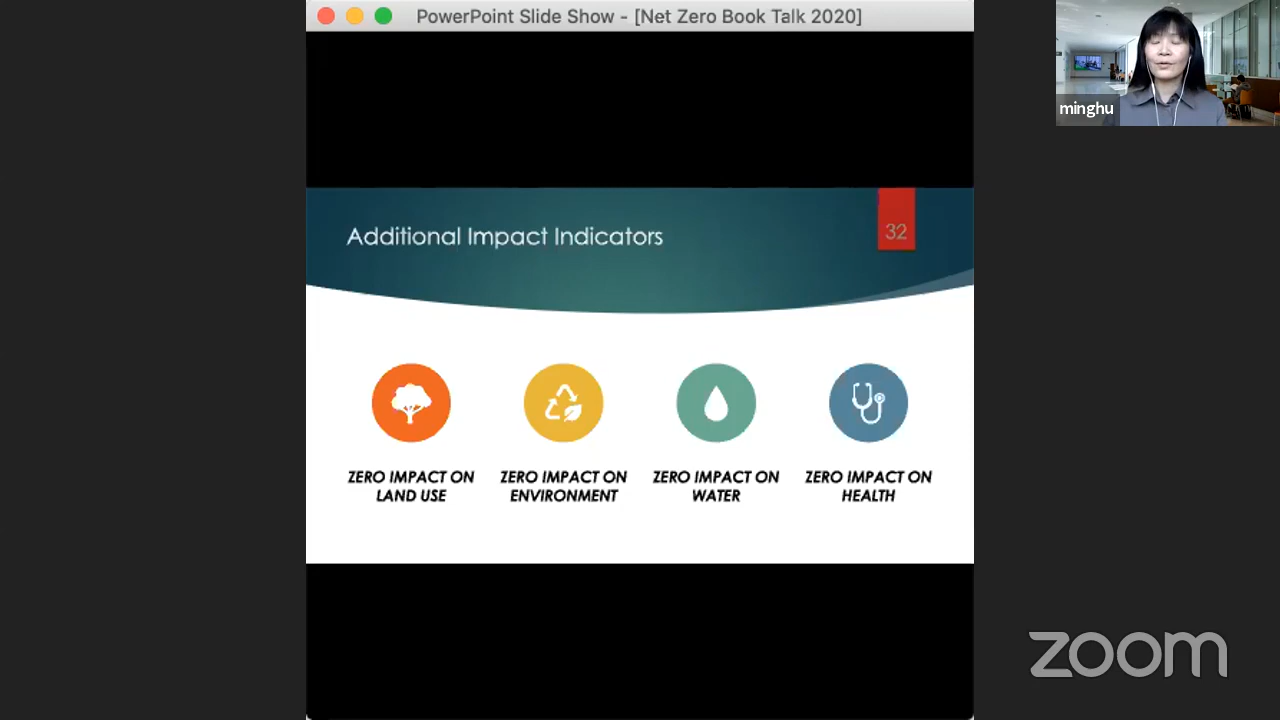 PowerPoint Slide Show - [Net Zero Book Talk 2020]
minghu
Additional Impact Indicators
32
ZERO IMPACT ON
LAND USE
ZERO IMPACT ON
ENVIRONMENT
ZERO IMPACT ON
WATER
ZERO IMPACT ON
HEALTH
zoom